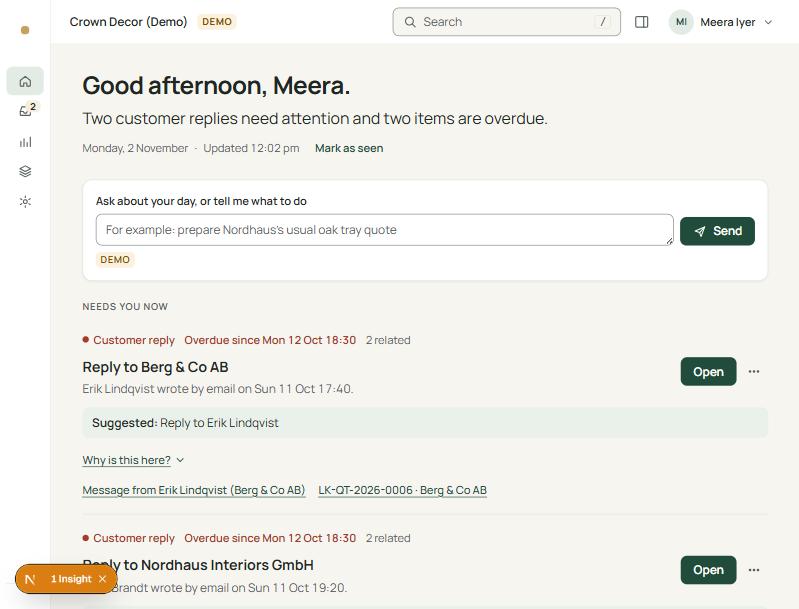 Crown Decor (Demo) DEMO
Search /
MI Meera Iyer
2
Good afternoon, Meera.
Two customer replies need attention and two items are overdue.
Monday, 2 November · Updated 12:02 pm Mark as seen
Ask about your day, or tell me what to do
For example: prepare Nordhaus's usual oak tray quote
Send
DEMO
NEEDS YOU NOW
Customer reply Overdue since Mon 12 Oct 18:30 2 related
Reply to Berg & Co AB
Erik Lindqvist wrote by email on Sun 11 Oct 17:40.
Open
Suggested: Reply to Erik Lindqvist
Why is this here?
Message from Erik Lindqvist (Berg & Co AB) LK-QT-2026-0006 · Berg & Co AB
Customer reply Overdue since Mon 12 Oct 18:30 2 related
Reply to Nordhaus Interiors GmbH
Brandt wrote by email on Sun 11 Oct 19:20.
Open
N 1 Insight